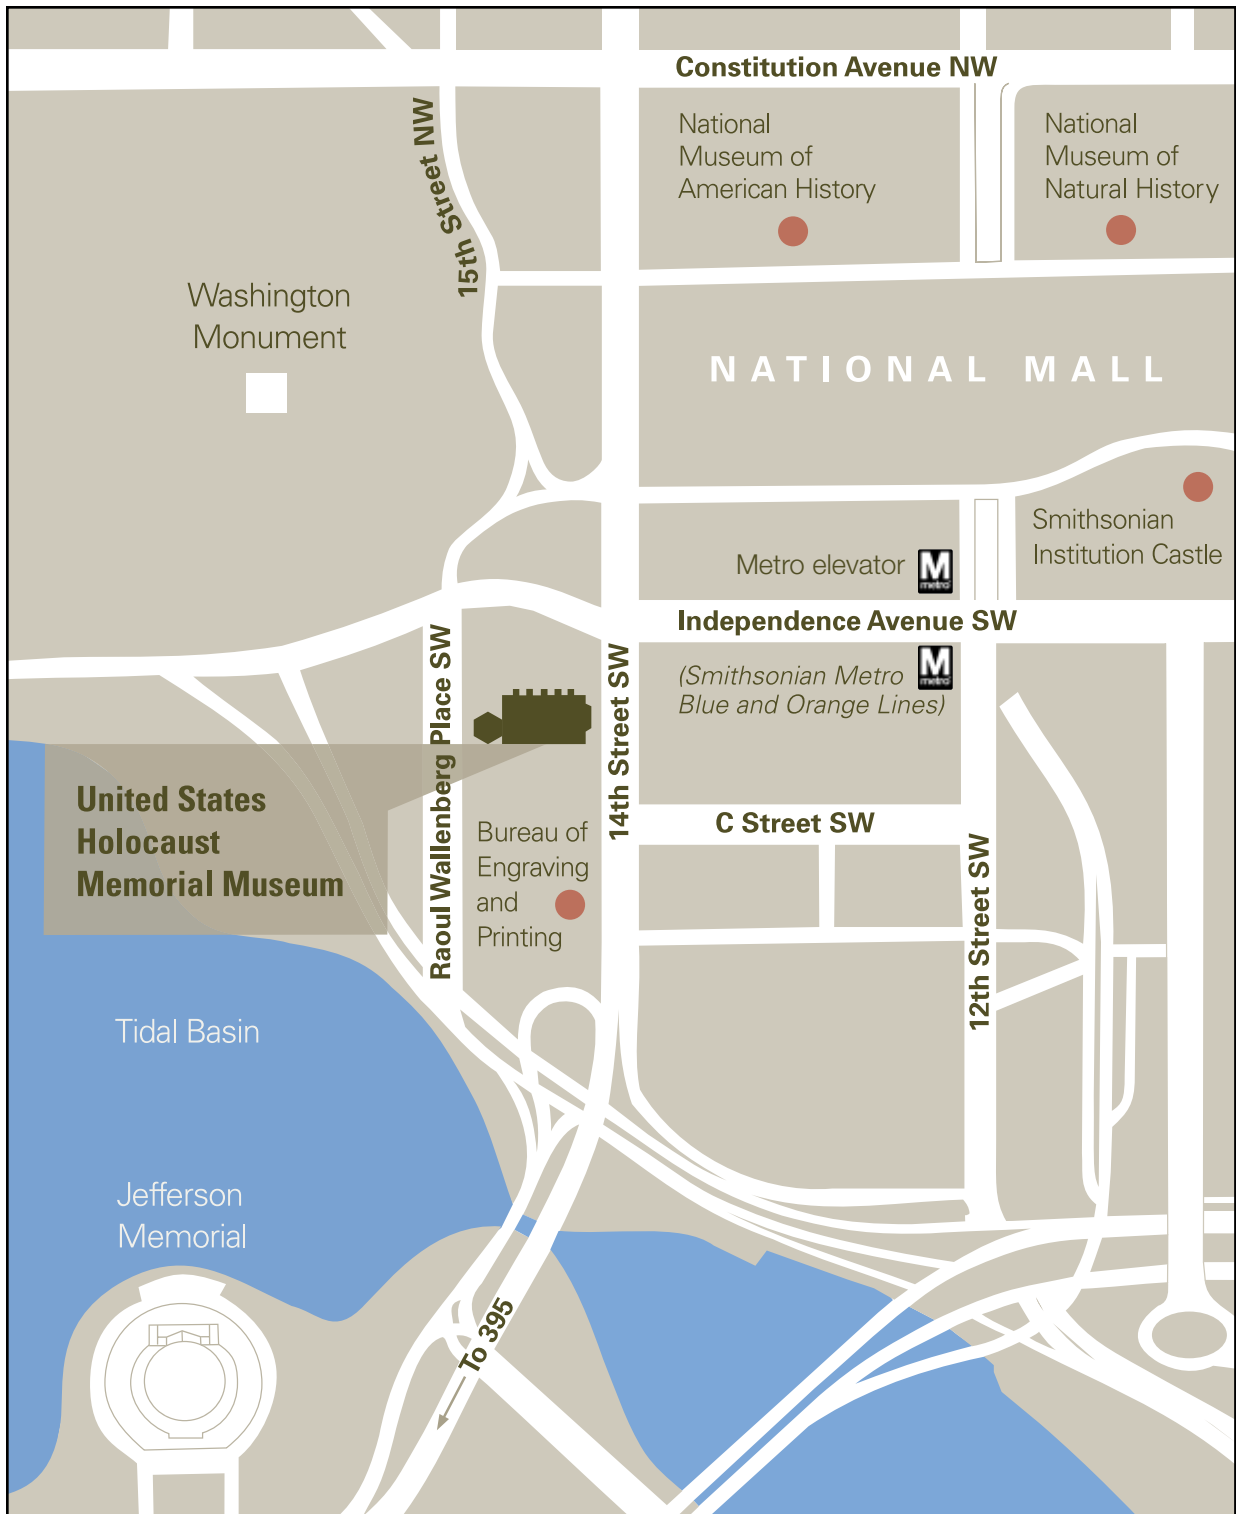 Constitution Avenue NW
15th Street NW
National
Museum of
American History
National
Museum of
Natural History
Washington
Monument
NATIONAL MALL
Smithsonian
Institution Castle
Metro elevator
M
metro
Independence Avenue SW
(Smithsonian Metro
Blue and Orange Lines)
M
metro
Raoul Wallenberg Place SW
14th Street SW
United States
Holocaust
Memorial Museum
Bureau of
Engraving
and
Printing
C Street SW
12th Street SW
Tidal Basin
Jefferson
Memorial
To 395